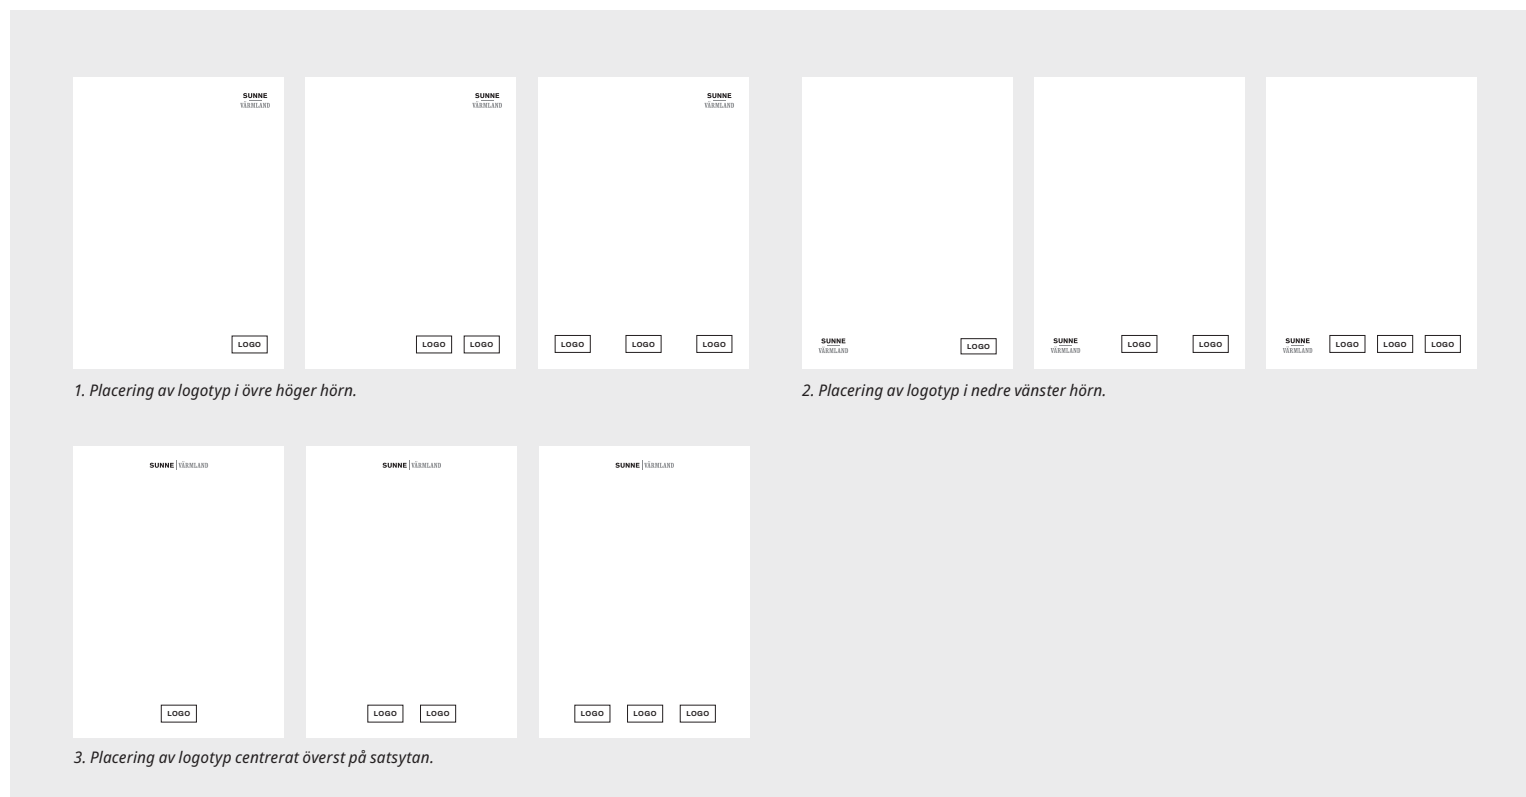 SUNNE
VÄRMLAND
LOGO
SUNNE
VÄRMLAND
LOGO LOGO
SUNNE
VÄRMLAND
LOGO LOGO LOGO
1. Placering av logotyp i övre höger hörn.
SUNNE
VÄRMLAND
LOGO
SUNNE
VÄRMLAND
LOGO LOGO
SUNNE
VÄRMLAND
LOGO LOGO LOGO
2. Placering av logotyp i nedre vänster hörn.
SUNNE VÄRMLAND
LOGO
SUNNE VÄRMLAND
LOGO LOGO
SUNNE VÄRMLAND
LOGO LOGO LOGO
3. Placering av logotyp centrerat överst på satsytan.